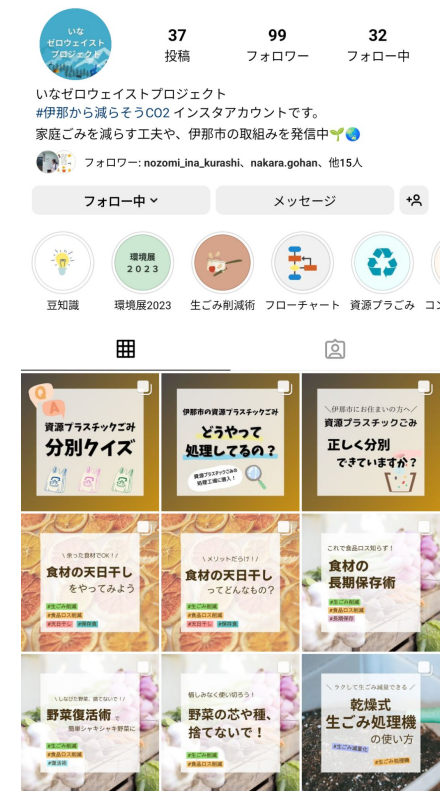 いな
ゼロウェイスト
プロジェクト
37
投稿
99
フォロワー
32
フォロー中
いなゼロウェイストプロジェクト
#伊那から減らそうCO2 インスタアカウントです。
家庭ごみを減らす工夫や、伊那市の取組みを発信中🌱🌏
フォロワー: nozomi_ina_kurashi、nakara.gohan、他15人
フォロー中
メッセージ
豆知識
環境展
2023
環境展2023
生ごみ削減術
フローチャート
資源プラごみ
コン
Q
A
資源プラスチックごみ
分別クイズ
伊那市の資源プラスチックごみ
どうやって
処理してるの？
資源プラスチックごみの
処理工場に潜入！
＼伊那市にお住まいの方へ／
資源プラスチックごみ
正しく分別
できていますか？
\ 余った食材でOK！/
食材の天日干し
をやってみよう
#生ごみ削減
#食品ロス削減
#天日干し #保存食
\ メリットだらけ!！/
食材の天日干し
ってどんなもの？
#生ごみ削減
#食品ロス削減
#天日干し #保存食
これで食品ロス知らず！
食材の
長期保存術
#生ごみ削減
#食品ロス削減
#長期保存
\ しなびた野菜、捨てないで！/
野菜復活術 で
簡単シャキシャキ野菜に
#生ごみ削減
#食品ロス削減
#復活術
惜しみなく使い切ろう！
野菜の芯や種、
捨てないで！
#生ごみ削減
#食品ロス削減
＼ ラクして生ごみ減量できる ／
乾燥式
生ごみ処理機
の使い方
#生ごみ減量化
#生ごみ処理機